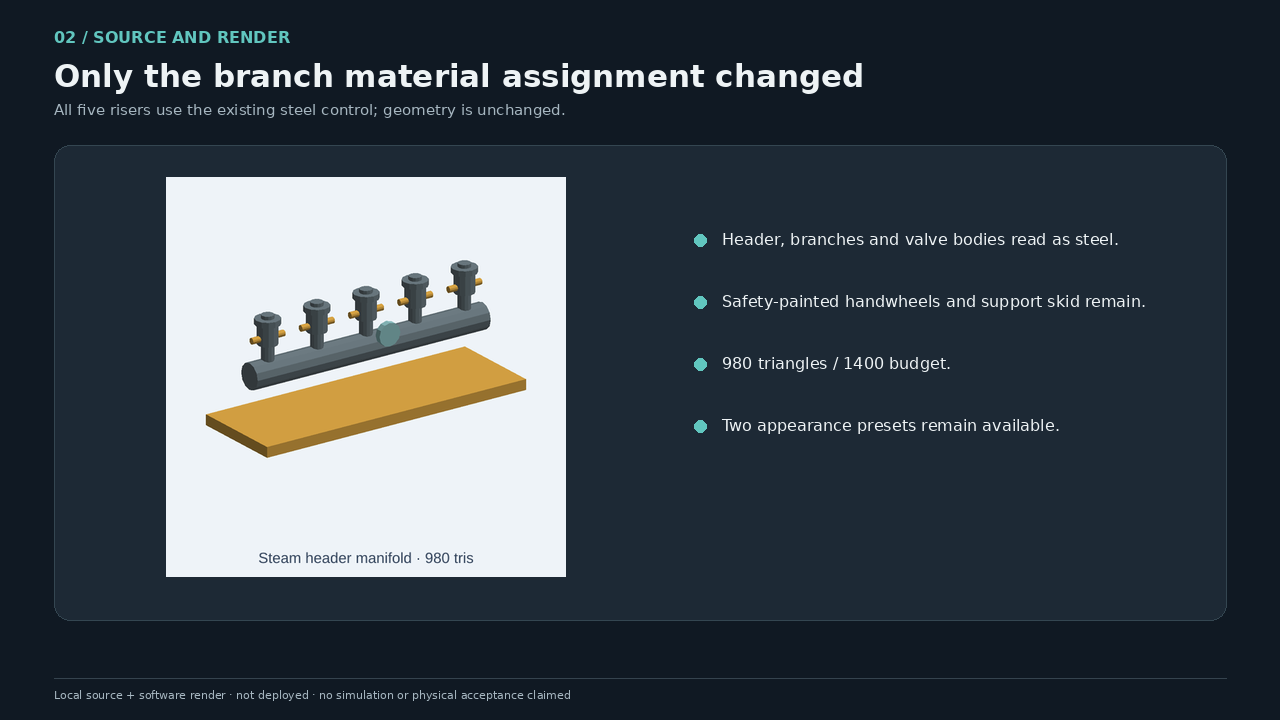 02 / SOURCE AND RENDER
Only the branch material assignment changed
All five risers use the existing steel control; geometry is unchanged.
Header, branches and valve bodies read as steel.
Safety-painted handwheels and support skid remain.
980 triangles / 1400 budget.
Two appearance presets remain available.
Steam header manifold · 980 tris
Local source + software render · not deployed · no simulation or physical acceptance claimed